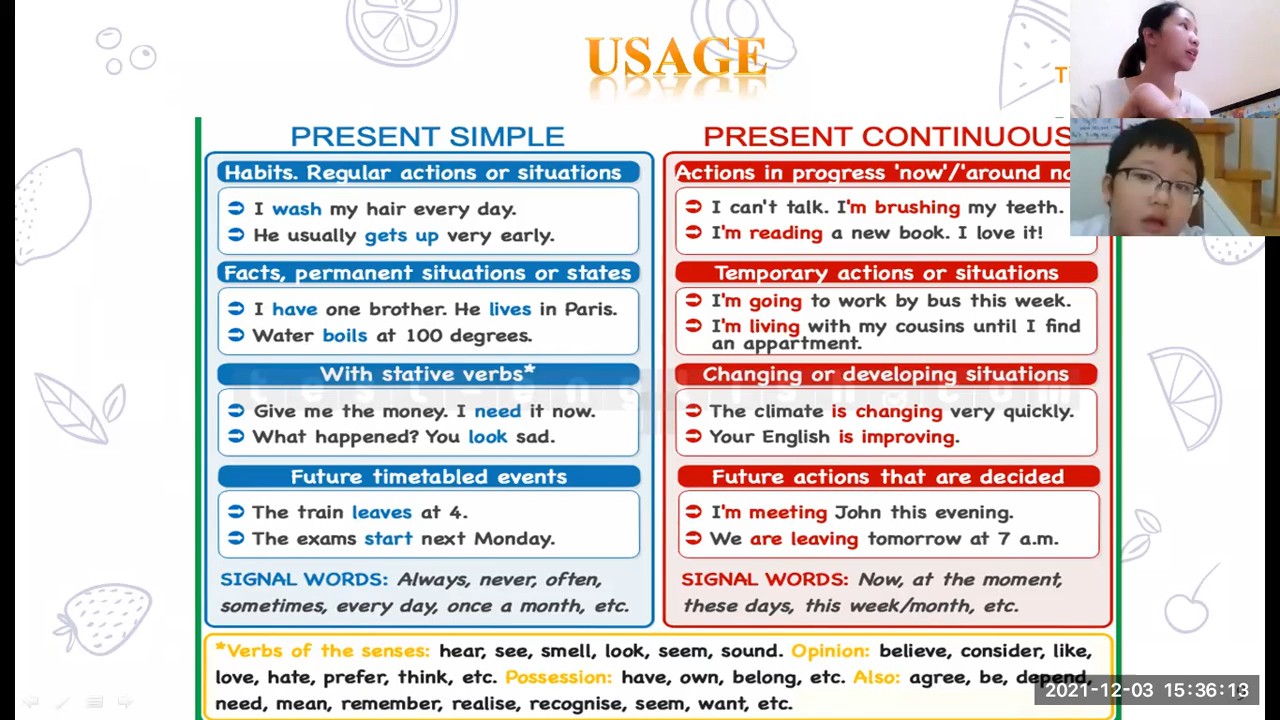 USAGE
PRESENT SIMPLE
Habits. Regular actions or situations
I wash my hair every day.
He usually gets up very early.
Facts, permanent situations or states
I have one brother. He lives in Paris.
Water boils at 100 degrees.
With stative verbs*
Give me the money. I need it now.
What happened? You look sad.
Future timetabled events
The train leaves at 4.
The exams start next Monday.
SIGNAL WORDS: Always, never, often,
sometimes, every day, once a month, etc.
PRESENT CONTINUOUS
Actions in progress 'now'/'around
I can't talk. I'm brushing my teeth.
I'm reading a new book. I love it!
Temporary actions or situations
I'm going to work by bus this week.
I'm living with my cousins until I find
an appartment.
Changing or developing situations
The climate is changing very quickly.
Your English is improving.
Future actions that are decided
I'm meeting John this evening.
We are leaving tomorrow at 7 a.m.
SIGNAL WORDS: Now, at the moment,
these days, this week/month, etc.
*Verbs of the senses: hear, see, smell, look, seem, sound. Opinion: believe, consider, like,
love, hate, prefer, think, etc. Possession: have, own, belong, etc. Also: agree, be, depend,
need, mean, remember, realise, recognise, seem, want, etc.
2021-12-03 15:36:13